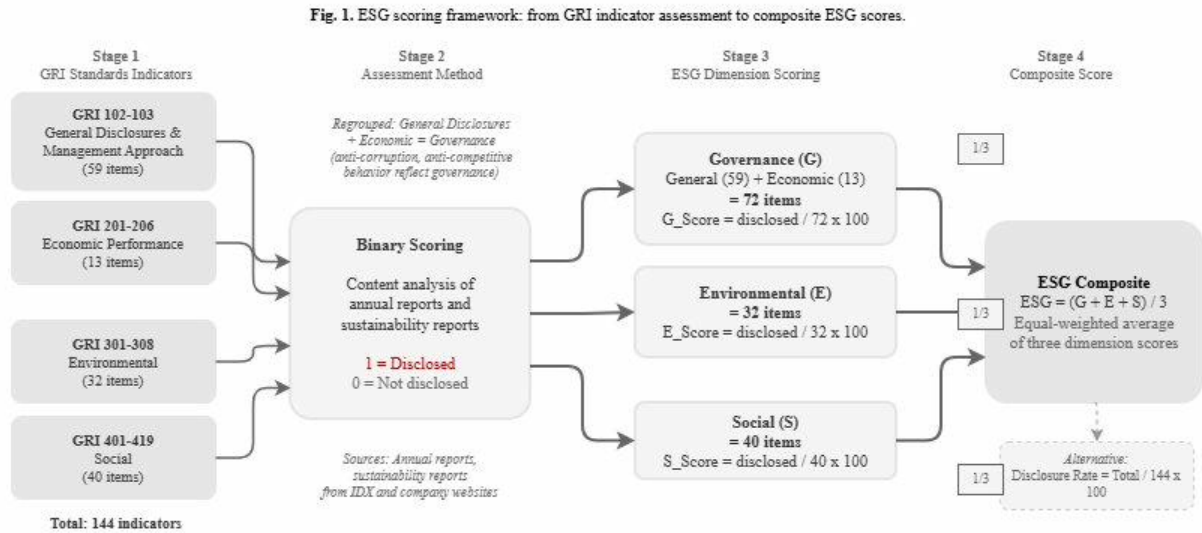 Fig. 1. ESG scoring framework: from GRI indicator assessment to composite ESG scores.
Stage 1
GRI Standards Indicators
GRI 102-103
General Disclosures &
Management Approach
(59 items)
GRI 201-206
Economic Performance
(13 items)
GRI 301-308
Environmental
(32 items)
GRI 401-419
Social
(40 items)
Total: 144 indicators
Stage 2
Assessment Method
Regrouped: General Disclosures
+ Economic = Governance
(anti-corruption, anti-competitive
behavior reflect governance)
Binary Scoring
Content analysis of
annual reports and
sustainability reports
1 = Disclosed
0 = Not disclosed
Sources: Annual reports,
sustainability reports
from IDX and company websites
Stage 3
ESG Dimension Scoring
Governance (G)
General (59) + Economic (13)
= 72 items
G_Score = disclosed / 72 x 100
Environmental (E)
= 32 items
E_Score = disclosed / 32 x 100
Social (S)
= 40 items
S_Score = disclosed / 40 x 100
Stage 4
Composite Score
1/3
1/3
1/3
ESG Composite
ESG = (G + E + S) / 3
Equal-weighted average
of three dimension scores
Alternative:
Disclosure Rate = Total / 144 x
100